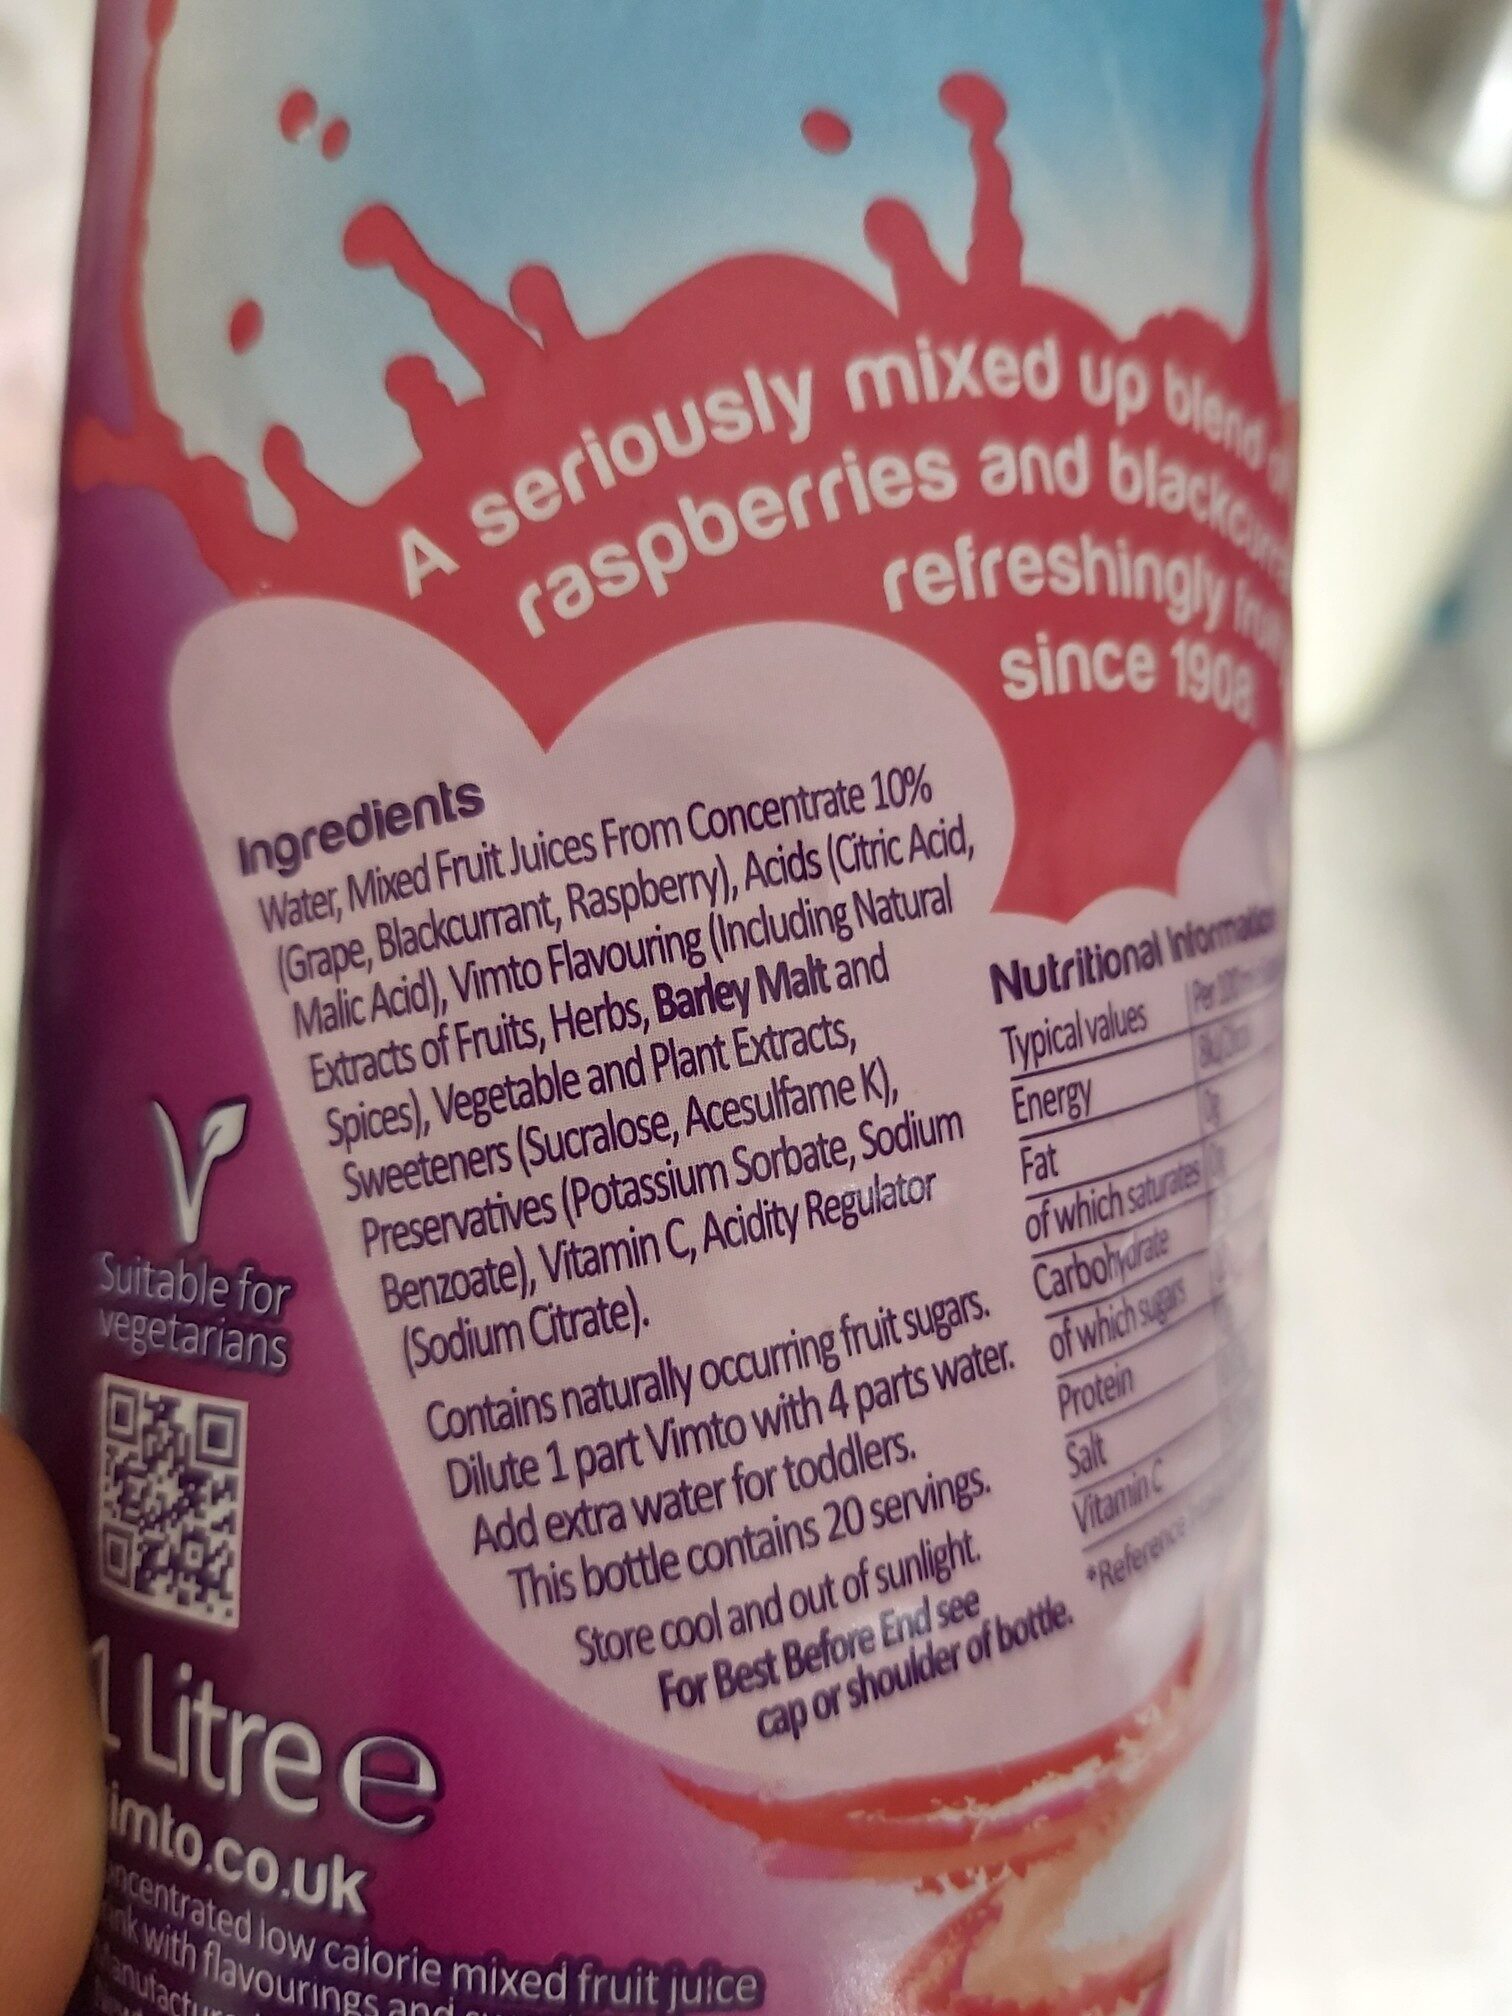 A seriously mixed up blend
raspberries and
refreshingly
since 1908
Ingredients
Water, Mixed Fruit Juices From Concentrate 10%
(Grape, Blackcurrant, Raspberry), Acids (Citric Acid,
Malic Acid), Vimto Flavouring (Including Natural
Extracts of Fruits, Herbs, Barley Malt and
Spices), Vegetable and Plant Extracts,
Sweeteners (Sucralose, Acesulfame K),
Preservatives (Potassium Sorbate, Sodium
Benzoate), Vitamin C, Acidity Regulator
(Sodium Citrate).
Contains naturally occurring fruit sugars.
Dilute 1 part Vimto with 4 parts water.
Add extra water for toddlers.
This bottle contains 20 servings.
Store cool and out of sunlight.
For Best Before End see
cap or shoulder of bottle.
Nutritional Information
Typical values
Energy
Fat
of which saturates
Carbohydrate
of which sugars
Protein
Salt
Vitamin C
*Reference
Suitable for
vegetarians
1 Litre e
imto.co.uk
low calorie mixed fruit juice
with flavourings and